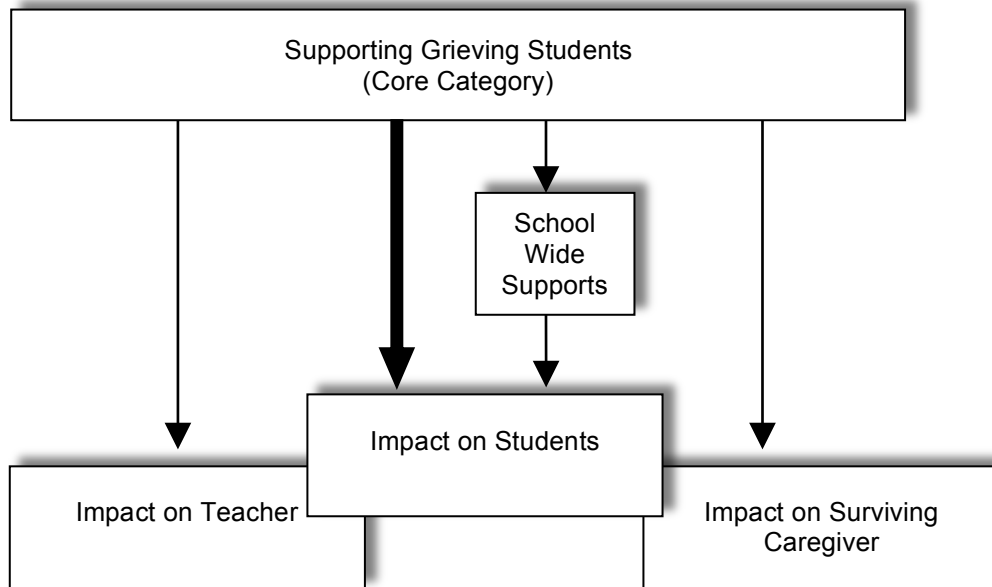 Supporting Grieving Students
(Core Category)
School
Wide
Supports
Impact on Students
Impact on Teacher
Impact on Surviving
Caregiver